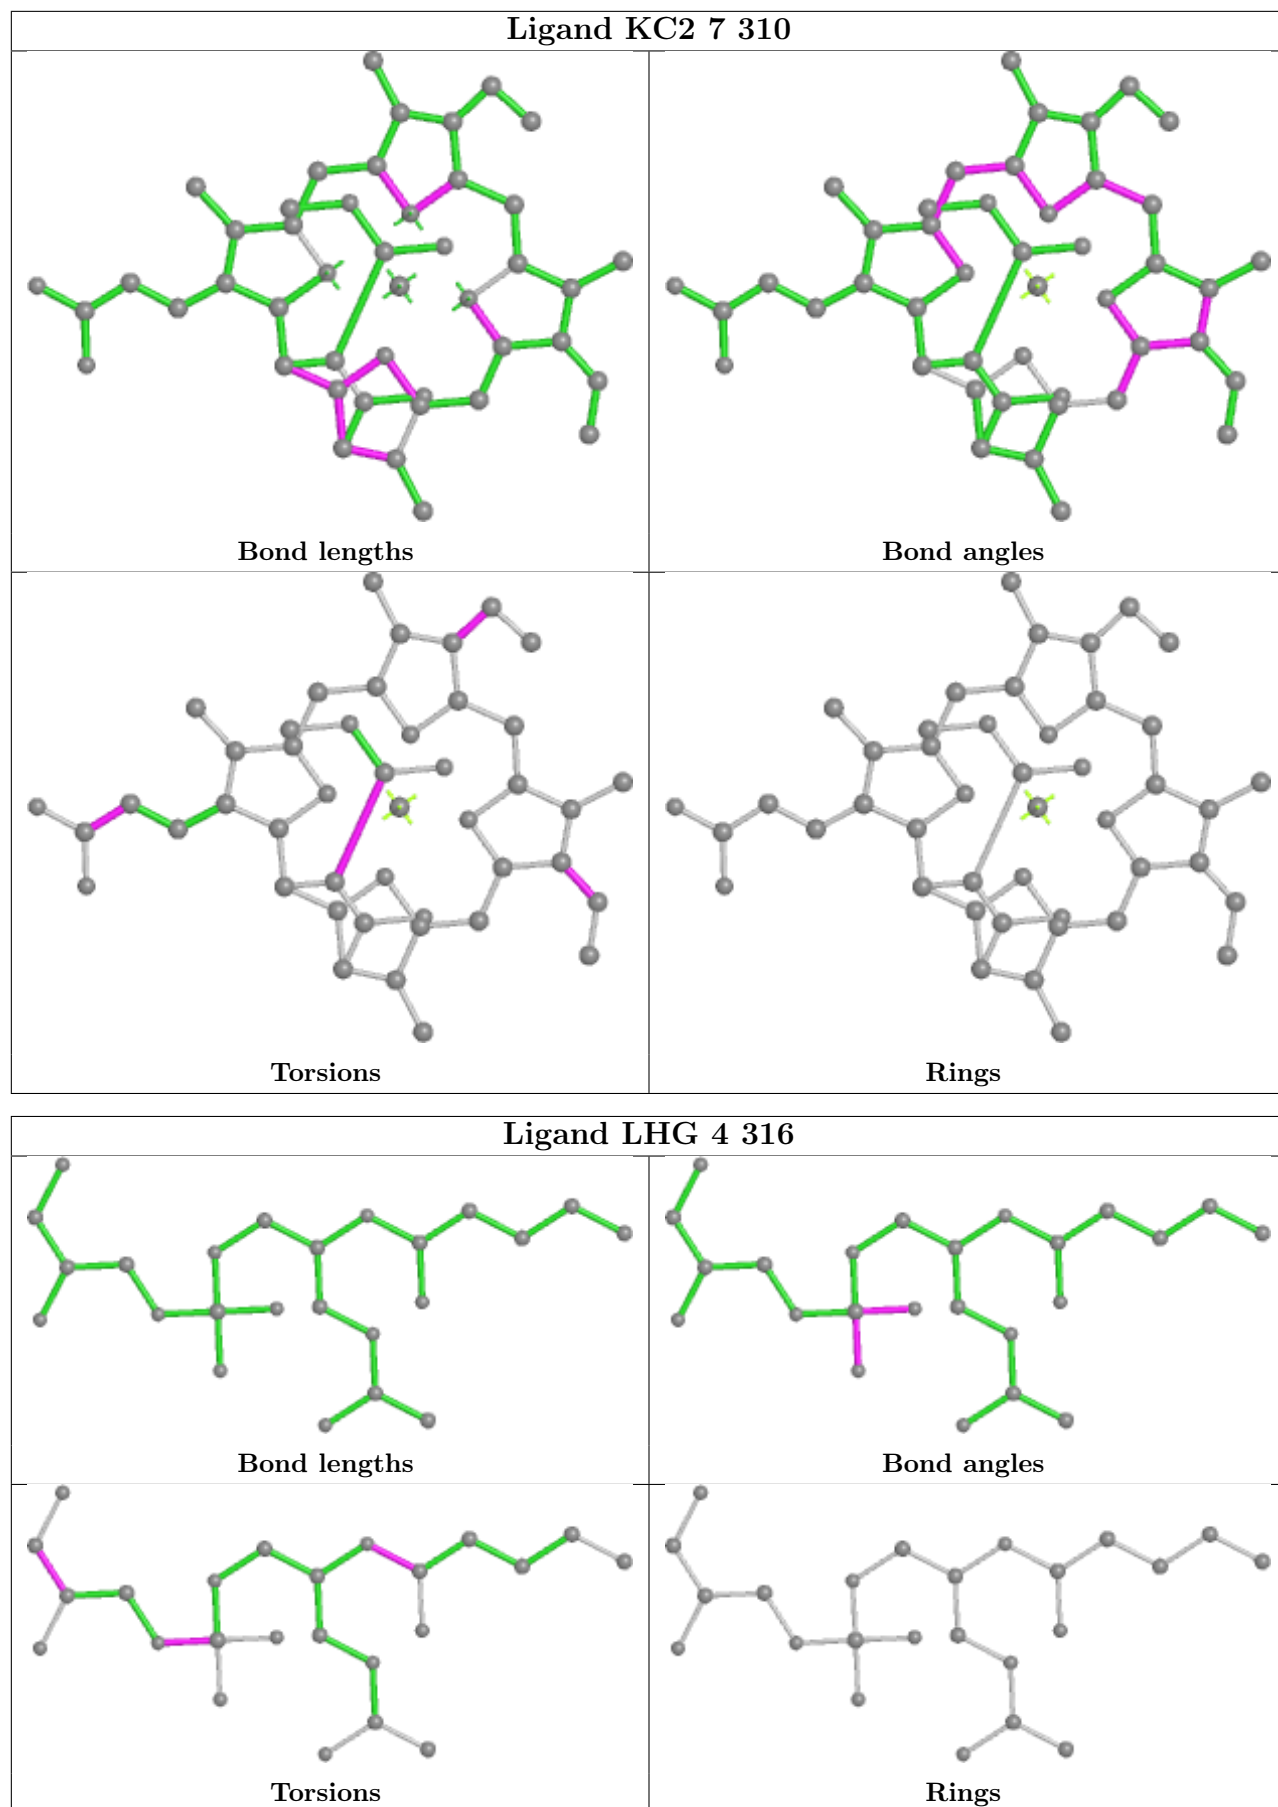 Ligand KC2 7 310
Bond lengths
Bond angles
Torsions
Rings
Ligand LHG 4 316
Bond lengths
Bond angles
Torsions
Rings